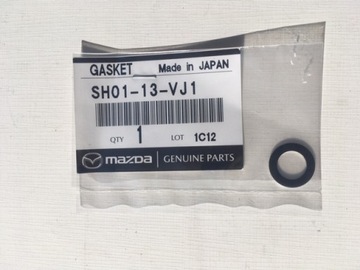 GASKET Made in JAPAN
SH01-13-VJ1
QTY 1 LOT 1C12
mazda GENUINE PARTS